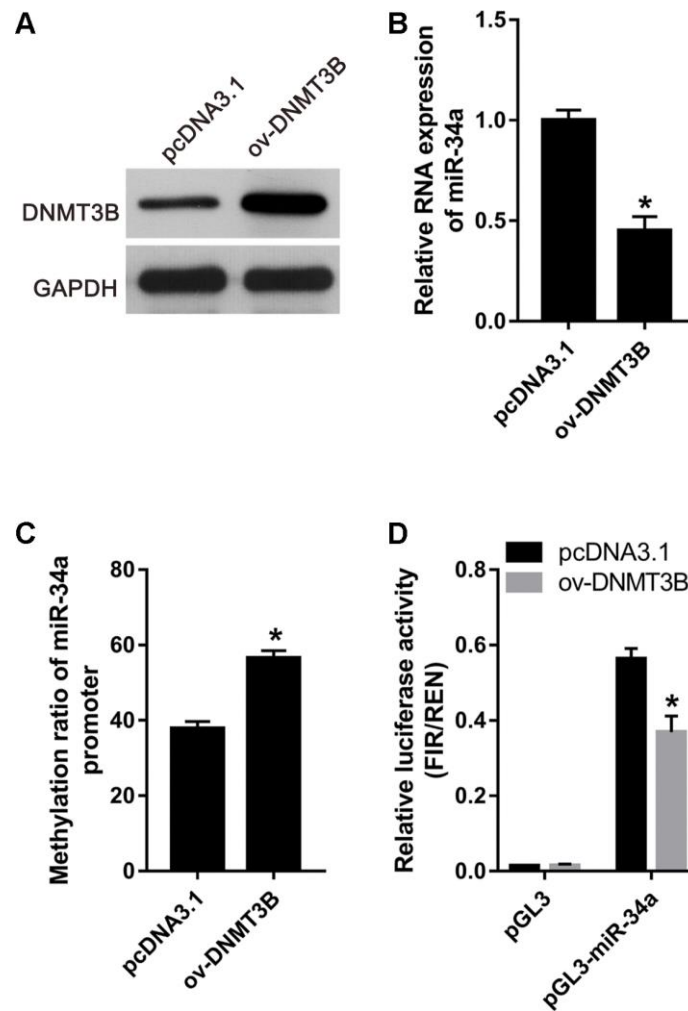 A
pcDNA3.1
ov-DNMT3B
DNMT3B
GAPDH
B
Relative RNA expression
of miR-34a
1.5
1.0
0.5
0.0
*
pcDNA3.1
ov-DNMT3B
C
Methylation ratio of miR-34a
promoter
80
60
40
20
0
*
pcDNA3.1
ov-DNMT3B
D
pcDNA3.1
ov-DNMT3B
Relative luciferase activity
(FIR/REN)
0.8
0.6
0.4
0.2
0.0
*
pGL3
pGL3-miR-34a